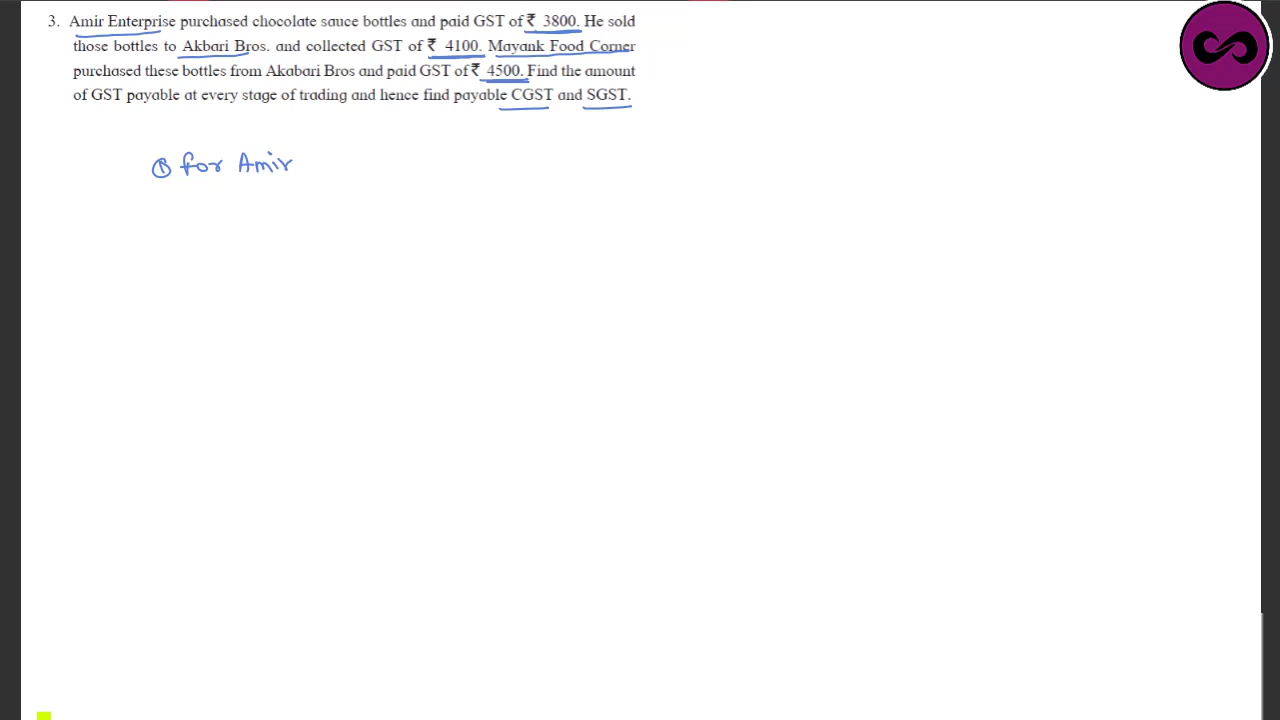 3. Amir Enterprise purchased chocolate sauce bottles and paid GST of ₹ 3800. He sold
those bottles to Akbari Bros. and collected GST of ₹ 4100. Mayank Food Corner
purchased these bottles from Akabari Bros and paid GST of ₹ 4500. Find the amount
of GST payable at every stage of trading and hence find payable CGST and SGST.
① for Amir